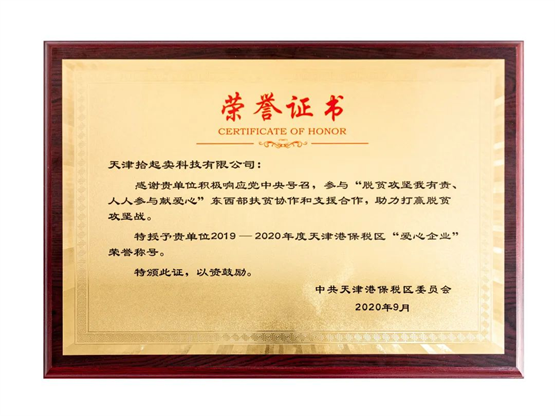 荣誉证书
CERTIFICATE OF HONOR
天津拾起卖科技有限公司：
感谢贵单位积极响应党中央号召，参与“脱贫攻坚我有责、
人人参与献爱心”东西部扶贫协作和支援合作，助力打赢脱贫
攻坚战。
特授予贵单位2019—2020年度天津港保税区“爱心企业”
荣誉称号。
特颁此证，以资鼓励。
中共天津港保税区委员会
2020年9月